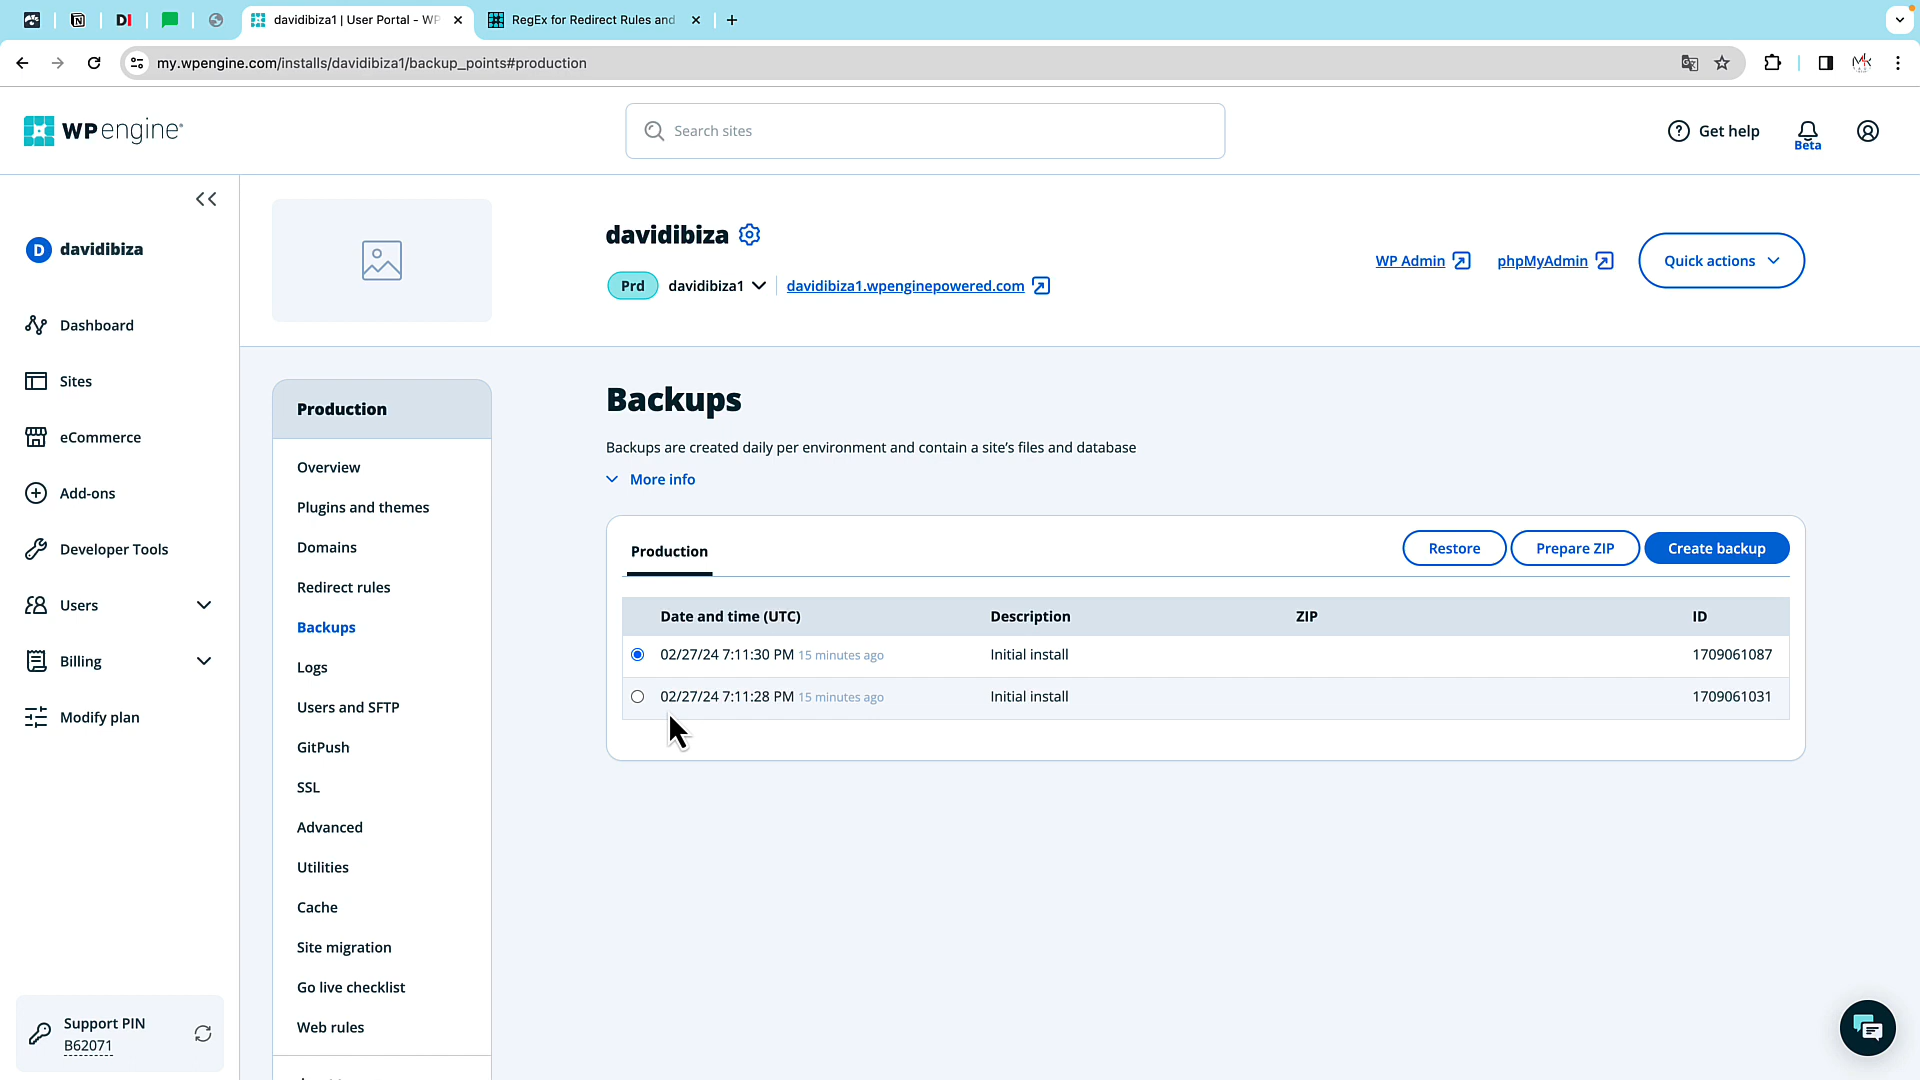 DI
davidibiza1 | User Portal - WP
RegEx for Redirect Rules and
my.wpengine.com/installs/davidibiza1/backup_points#production
WP engine
Search sites
Get help
Beta
D davidibiza
Dashboard
Sites
eCommerce
Add-ons
Developer Tools
Users
Billing
Modify plan
Support PIN
B62071
davidibiza
Prd davidibiza1 davidibiza1.wpenginepowered.com
WP Admin phpMyAdmin Quick actions
Production
Overview
Plugins and themes
Domains
Redirect rules
Backups
Logs
Users and SFTP
GitPush
SSL
Advanced
Utilities
Cache
Site migration
Go live checklist
Web rules
Backups
Backups are created daily per environment and contain a site’s files and database
More info
Production Restore Prepare ZIP Create backup
Date and time (UTC) Description ZIP ID
02/27/24 7:11:30 PM 15 minutes ago Initial install 1709061087
02/27/24 7:11:28 PM 15 minutes ago Initial install 1709061031